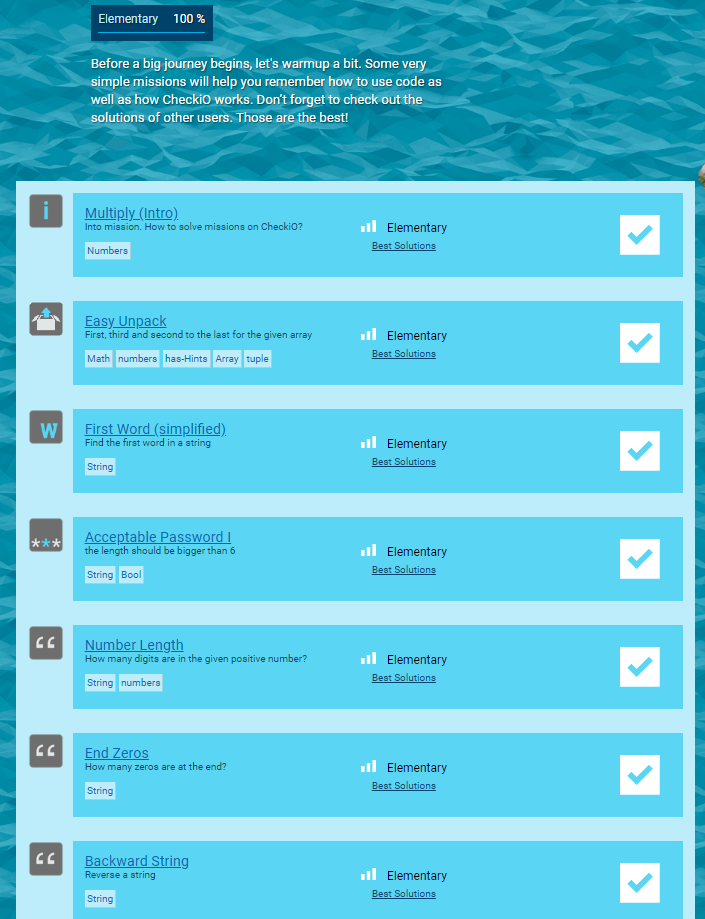 Elementary 100 %
Before a big journey begins, let's warmup a bit. Some very
simple missions will help you remember how to use code as
well as how CheckiO works. Don't forget to check out the
solutions of other users. Those are the best!
i
Multiply (Intro)
Into mission. How to solve missions on CheckiO?
Numbers
Elementary
Best Solutions
Easy Unpack
First, third and second to the last for the given array
Math numbers has-Hints Array tuple
Elementary
Best Solutions
W
First Word (simplified)
Find the first word in a string
String
Elementary
Best Solutions
***
Acceptable Password I
the length should be bigger than 6
String Bool
Elementary
Best Solutions
“
Number Length
How many digits are in the given positive number?
String numbers
Elementary
Best Solutions
“
End Zeros
How many zeros are at the end?
String
Elementary
Best Solutions
“
Backward String
Reverse a string
String
Elementary
Best Solutions